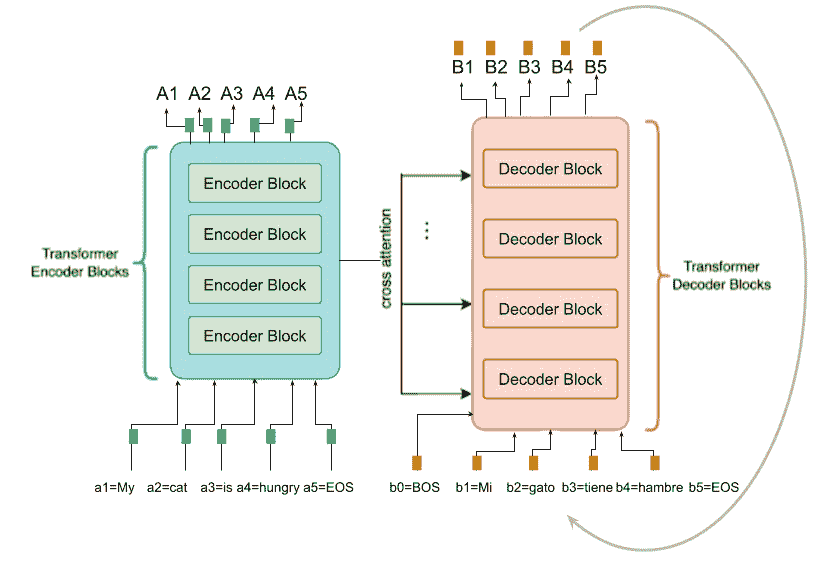 B1 B2 B3 B4 B5
A1 A2 A3 A4 A5
Encoder Block
Encoder Block
Encoder Block
Encoder Block
Transformer
Encoder Blocks
cross attention
...
Decoder Block
Decoder Block
Decoder Block
Decoder Block
Transformer
Decoder Blocks
a1=My a2=cat a3=is a4=hungry a5=EOS
b0=BOS b1=Mi b2=gato b3=tiene b4=hambre b5=EOS